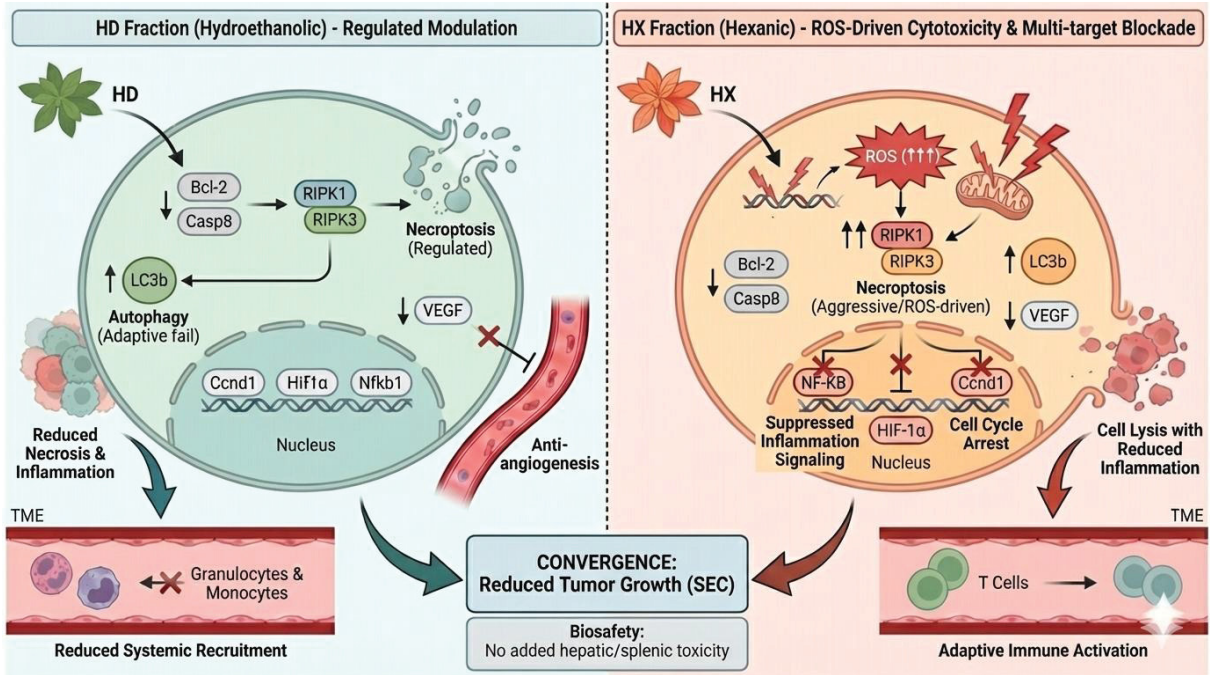 HD Fraction (Hydroethanolic) - Regulated Modulation
HD
Bcl-2
Casp8
RIPK1
RIPK3
Necroptosis
(Regulated)
LC3b
Autophagy
(Adaptive fail)
VEGF
Ccnd1
HiF1α
Nfkb1
Nucleus
Anti-
angiogenesis
Reduced
Necrosis &
Inflammation
TME
Granulocytes &
Monocytes
Reduced Systemic Recruitment
HX Fraction (Hexanic) - ROS-Driven Cytotoxicity & Multi-target Blockade
HX
ROS (↑↑↑)
RIPK1
RIPK3
Bcl-2
Casp8
Necroptosis
(Aggressive/ROS-driven)
LC3b
VEGF
NF-KB
Ccnd1
HIF-1α
Suppressed
Inflammation
Signaling
Cell Cycle
Arrest
Nucleus
Cell Lysis with
Reduced
Inflammation
TME
T Cells
Adaptive Immune Activation
CONVERGENCE:
Reduced Tumor Growth (SEC)
Biosafety:
No added hepatic/splenic toxicity